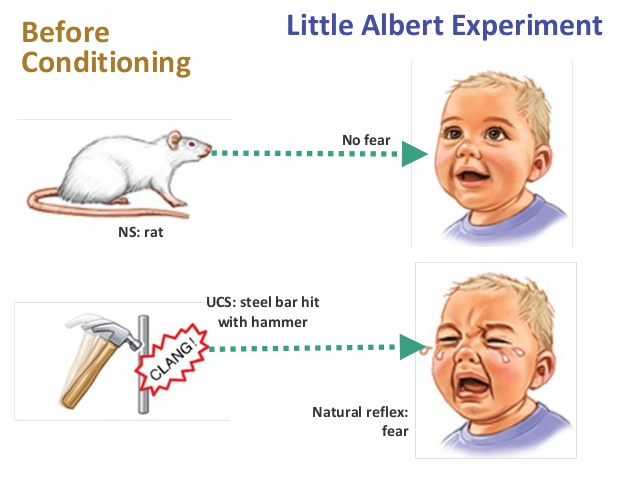 Before
Conditioning
Little Albert Experiment
No fear
NS: rat
UCS: steel bar hit
with hammer
CLANG!
Natural reflex:
fear